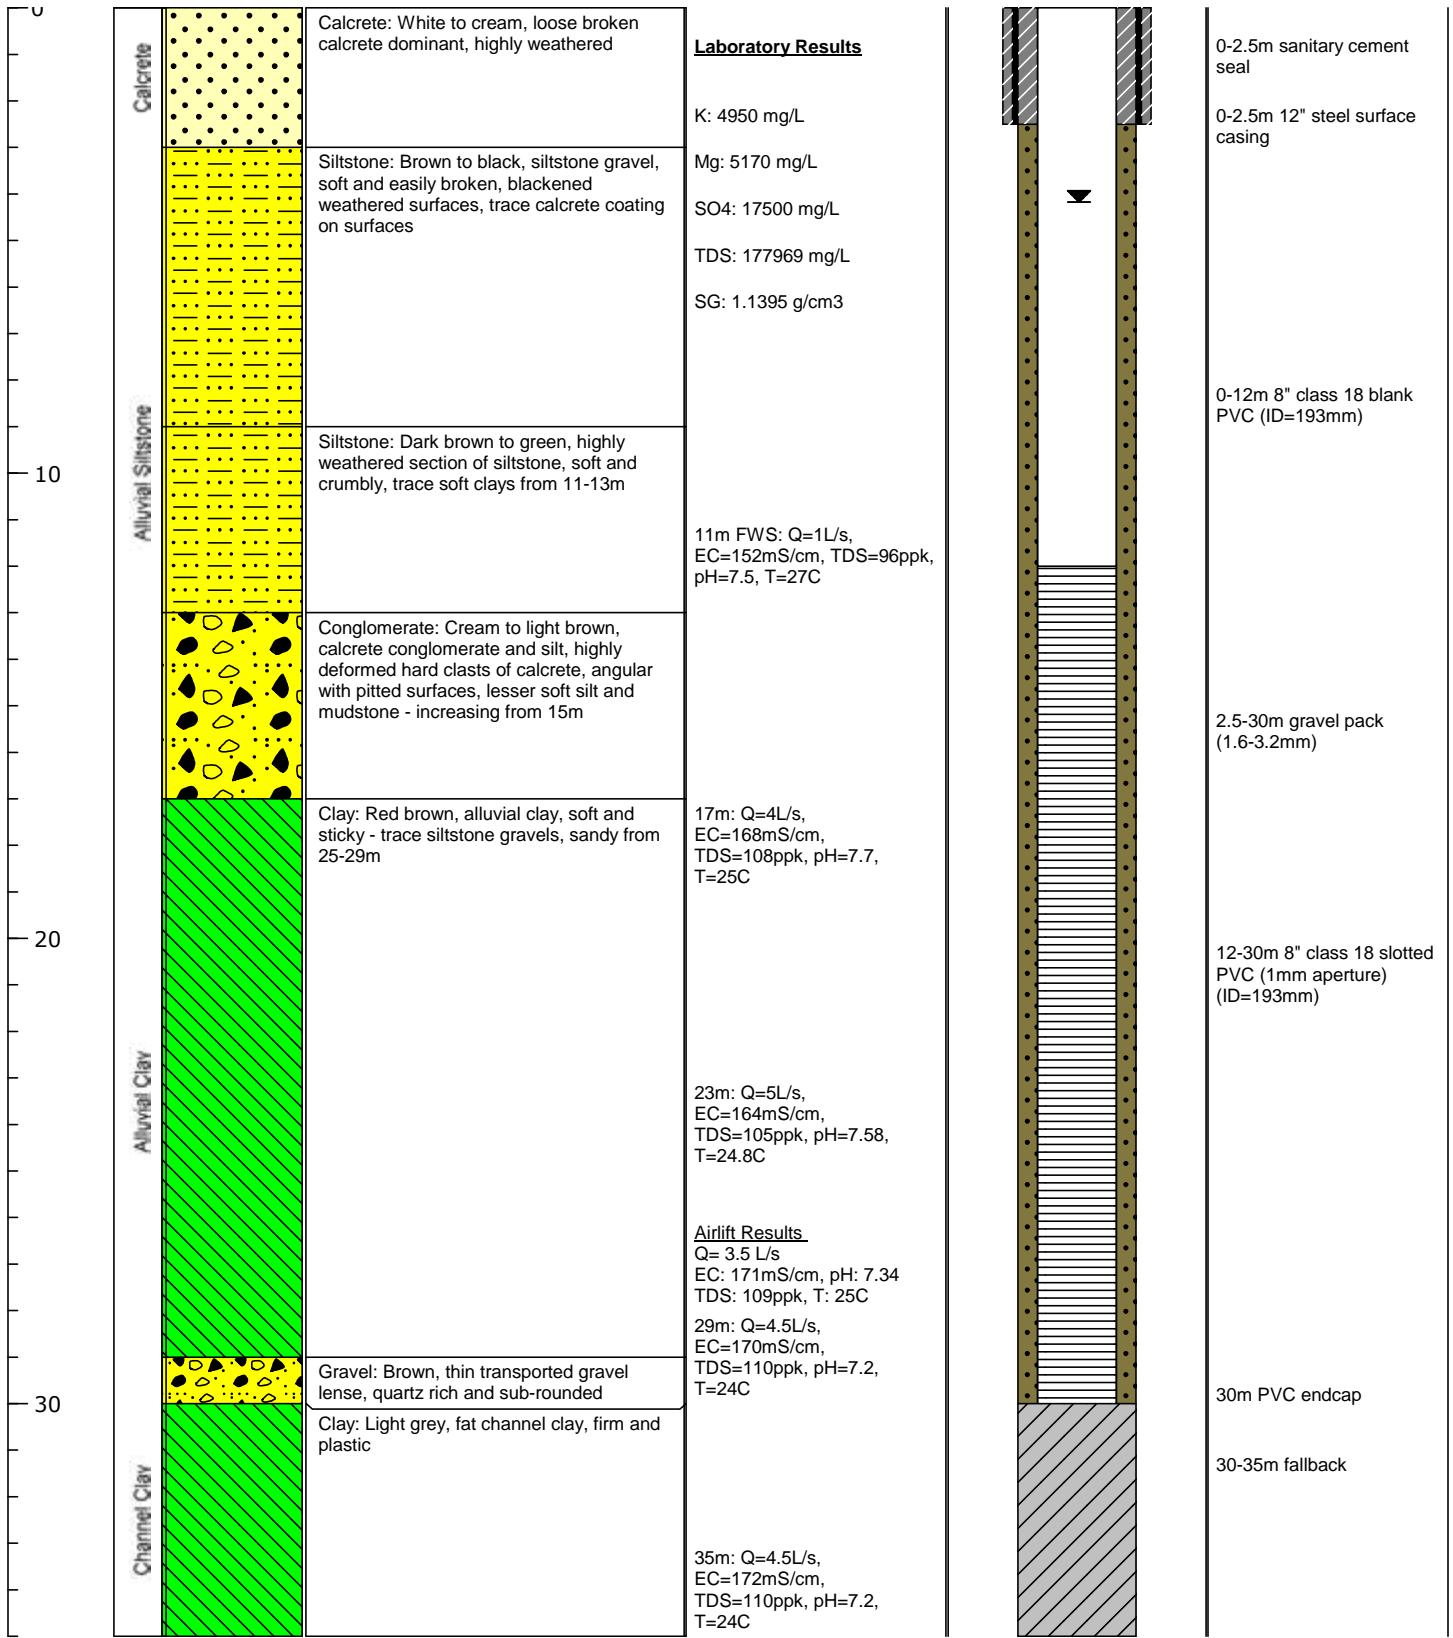 0
10
20
30
Calcrete
Alluvial Siltstone
Alluvial Clay
Channel Clay
Calcrete: White to cream, loose broken
calcrete dominant, highly weathered
Siltstone: Brown to black, siltstone gravel,
soft and easily broken, blackened
weathered surfaces, trace calcrete coating
on surfaces
Siltstone: Dark brown to green, highly
weathered section of siltstone, soft and
crumbly, trace soft clays from 11-13m
Conglomerate: Cream to light brown,
calcrete conglomerate and silt, highly
deformed hard clasts of calcrete, angular
with pitted surfaces, lesser soft silt and
mudstone - increasing from 15m
Clay: Red brown, alluvial clay, soft and
sticky - trace siltstone gravels, sandy from
25-29m
Gravel: Brown, thin transported gravel
lense, quartz rich and sub-rounded
Clay: Light grey, fat channel clay, firm and
plastic
Laboratory Results
K: 4950 mg/L
Mg: 5170 mg/L
SO4: 17500 mg/L
TDS: 177969 mg/L
SG: 1.1395 g/cm3
11m FWS: Q=1L/s,
EC=152mS/cm, TDS=96ppk,
pH=7.5, T=27C
17m: Q=4L/s,
EC=168mS/cm,
TDS=108ppk, pH=7.7,
T=25C
23m: Q=5L/s,
EC=164mS/cm,
TDS=105ppk, pH=7.58,
T=24.8C
Airlift Results
Q= 3.5 L/s
EC: 171mS/cm, pH: 7.34
TDS: 109ppk, T: 25C
29m: Q=4.5L/s,
EC=170mS/cm,
TDS=110ppk, pH=7.2,
T=24C
35m: Q=4.5L/s,
EC=172mS/cm,
TDS=110ppk, pH=7.2,
T=24C
0-2.5m sanitary cement
seal
0-2.5m 12" steel surface
casing
0-12m 8" class 18 blank
PVC (ID=193mm)
2.5-30m gravel pack
(1.6-3.2mm)
12-30m 8" class 18 slotted
PVC (1mm aperture)
(ID=193mm)
30m PVC endcap
30-35m fallback